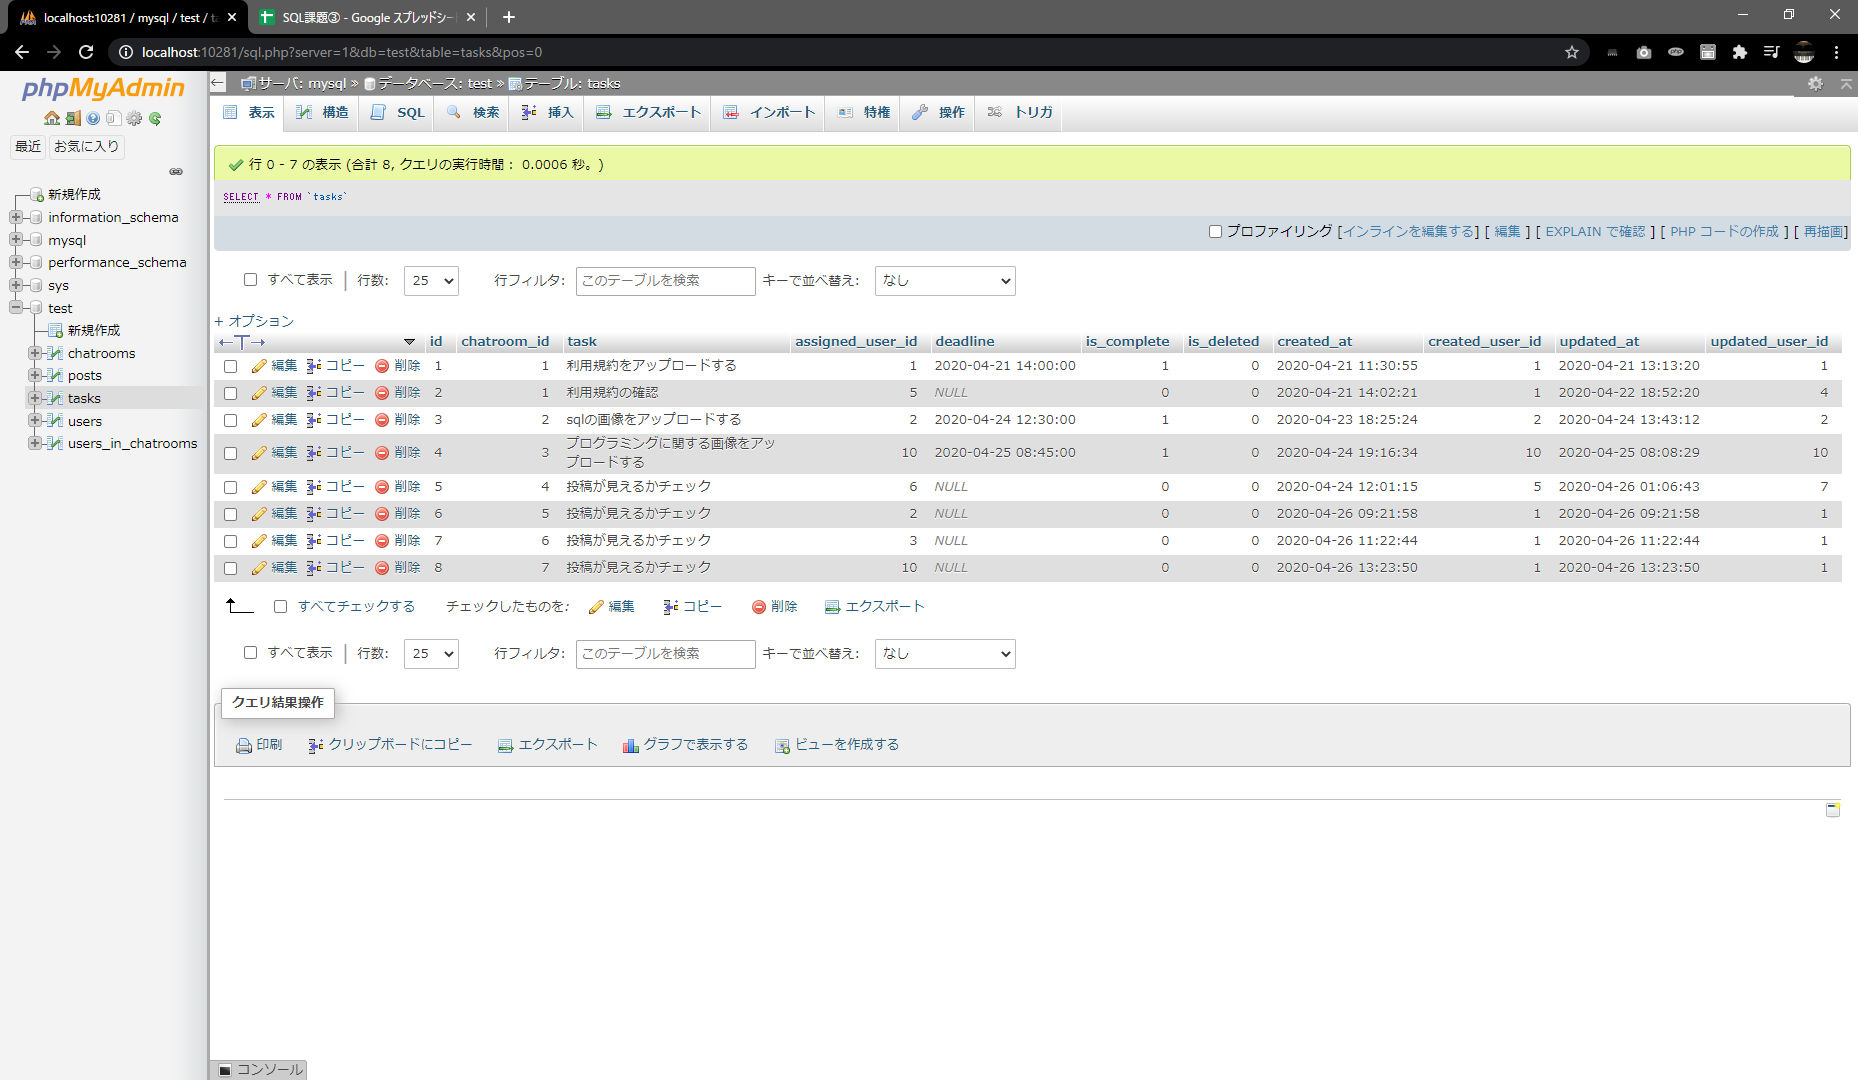 localhost:10281 / mysql / test / ta
SQL課題③ - Google スプレッドシー
localhost:10281/sql.php?server=1&db=test&table=tasks&pos=0
phpMyAdmin
最近 お気に入り
新規作成
information_schema
mysql
performance_schema
sys
test
新規作成
chatrooms
posts
tasks
users
users_in_chatrooms
サーバ: mysql » データベース: test » テーブル: tasks
表示 構造 SQL 検索 挿入 エクスポート インポート 特権 操作 トリガ
行 0 - 7 の表示 (合計 8, クエリの実行時間： 0.0006 秒。)
SELECT * FROM `tasks`
プロファイリング [インラインを編集する] [ 編集 ] [ EXPLAIN で確認 ] [ PHP コードの作成 ] [ 再描画]
すべて表示 | 行数: 25 行フィルタ: このテーブルを検索 キーで並べ替え: なし
+ オプション
←T→ id chatroom_id task assigned_user_id deadline is_complete is_deleted created_at created_user_id updated_at updated_user_id
編集 コピー 削除 1 1 利用規約をアップロードする 1 2020-04-21 14:00:00 1 0 2020-04-21 11:30:55 1 2020-04-21 13:13:20 1
編集 コピー 削除 2 1 利用規約の確認 5 NULL 0 0 2020-04-21 14:02:21 1 2020-04-22 18:52:20 4
編集 コピー 削除 3 2 sqlの画像をアップロードする 2 2020-04-24 12:30:00 1 0 2020-04-23 18:25:24 2 2020-04-24 13:43:12 2
編集 コピー 削除 4 3 プログラミングに関する画像をアッ
プロードする 10 2020-04-25 08:45:00 1 0 2020-04-24 19:16:34 10 2020-04-25 08:08:29 10
編集 コピー 削除 5 4 投稿が見えるかチェック 6 NULL 0 0 2020-04-24 12:01:15 5 2020-04-26 01:06:43 7
編集 コピー 削除 6 5 投稿が見えるかチェック 2 NULL 0 0 2020-04-26 09:21:58 1 2020-04-26 09:21:58 1
編集 コピー 削除 7 6 投稿が見えるかチェック 3 NULL 0 0 2020-04-26 11:22:44 1 2020-04-26 11:22:44 1
編集 コピー 削除 8 7 投稿が見えるかチェック 10 NULL 0 0 2020-04-26 13:23:50 1 2020-04-26 13:23:50 1
すべてチェックする チェックしたものを: 編集 コピー 削除 エクスポート
すべて表示 | 行数: 25 行フィルタ: このテーブルを検索 キーで並べ替え: なし
クエリ結果操作
印刷 クリップボードにコピー エクスポート グラフで表示する ビューを作成する
コンソール